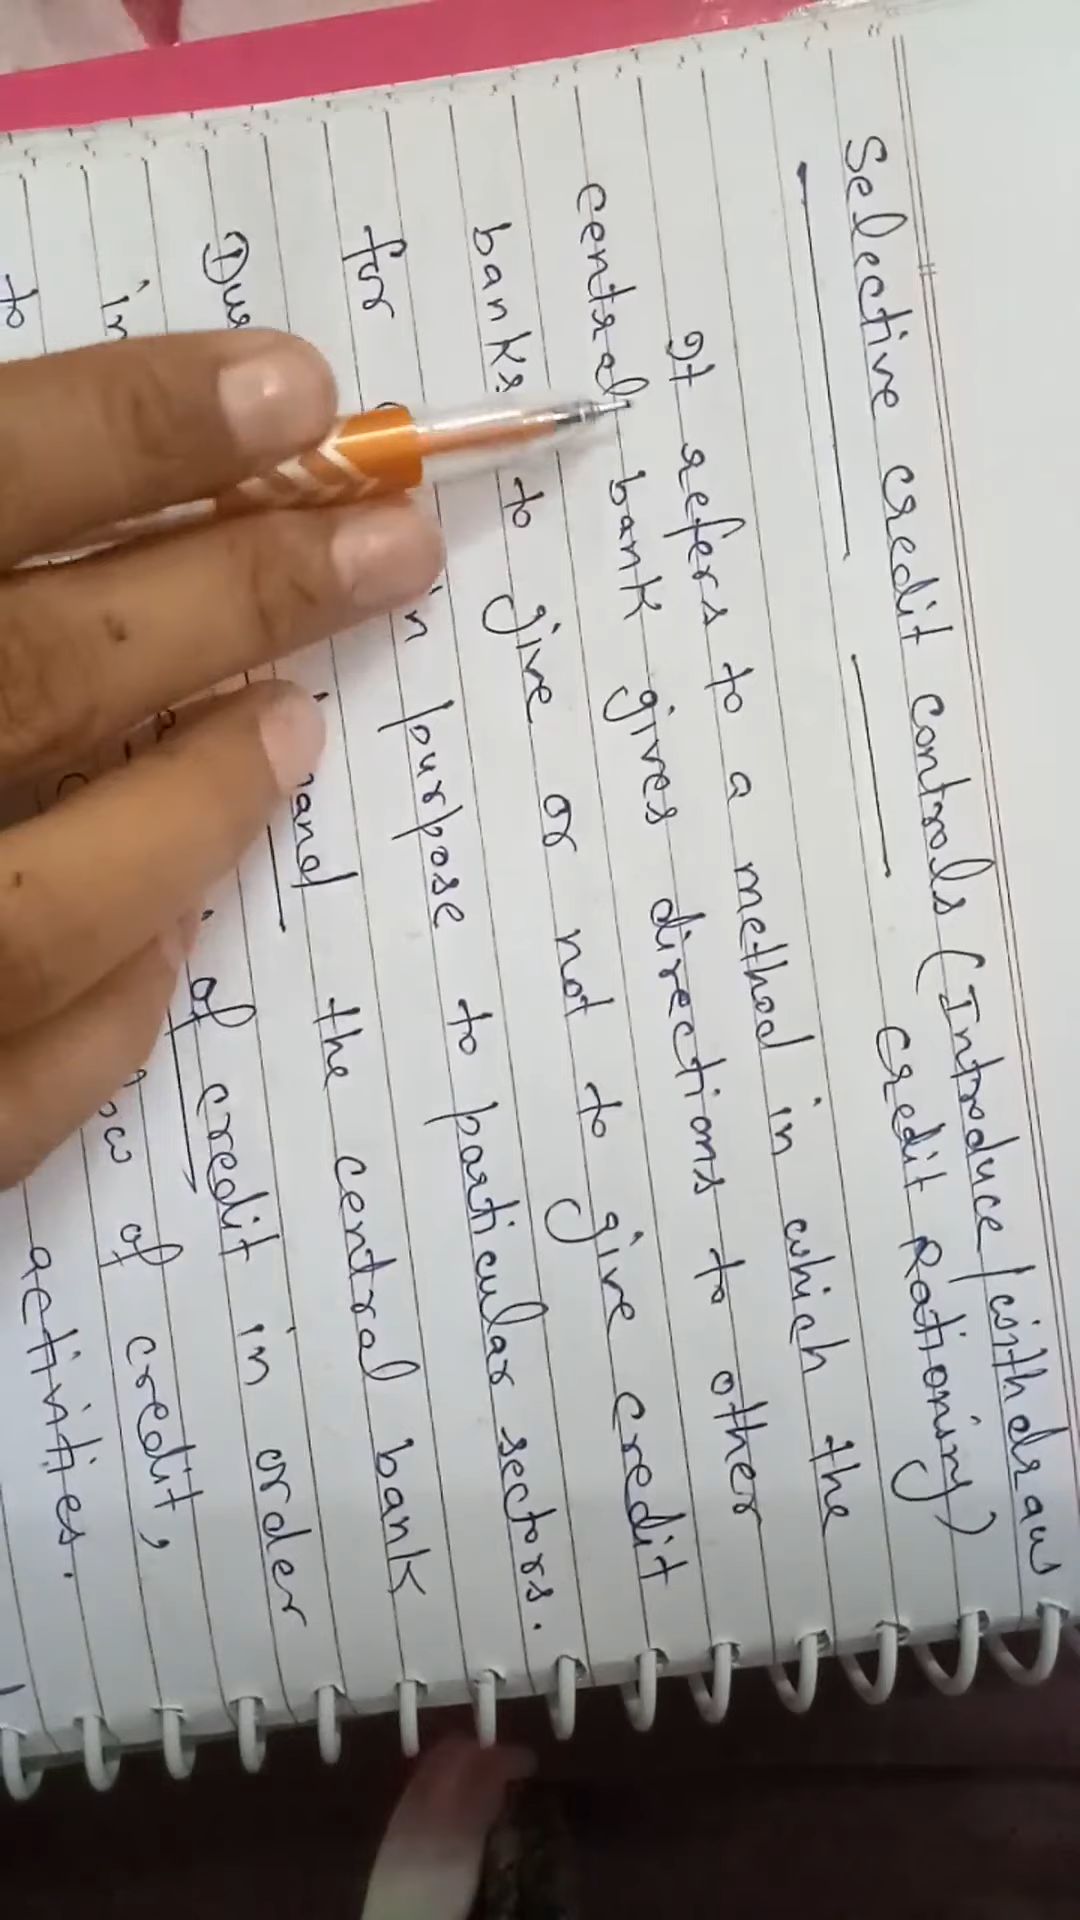 Selective credit controls (Introduce/withdraw
credit Rationing)
It refers to a method in which the
central bank gives directions to other
banks to give or not to give credit
for in purpose to particular sectors.
the central bank
of credit in order
of credit,
to activities.